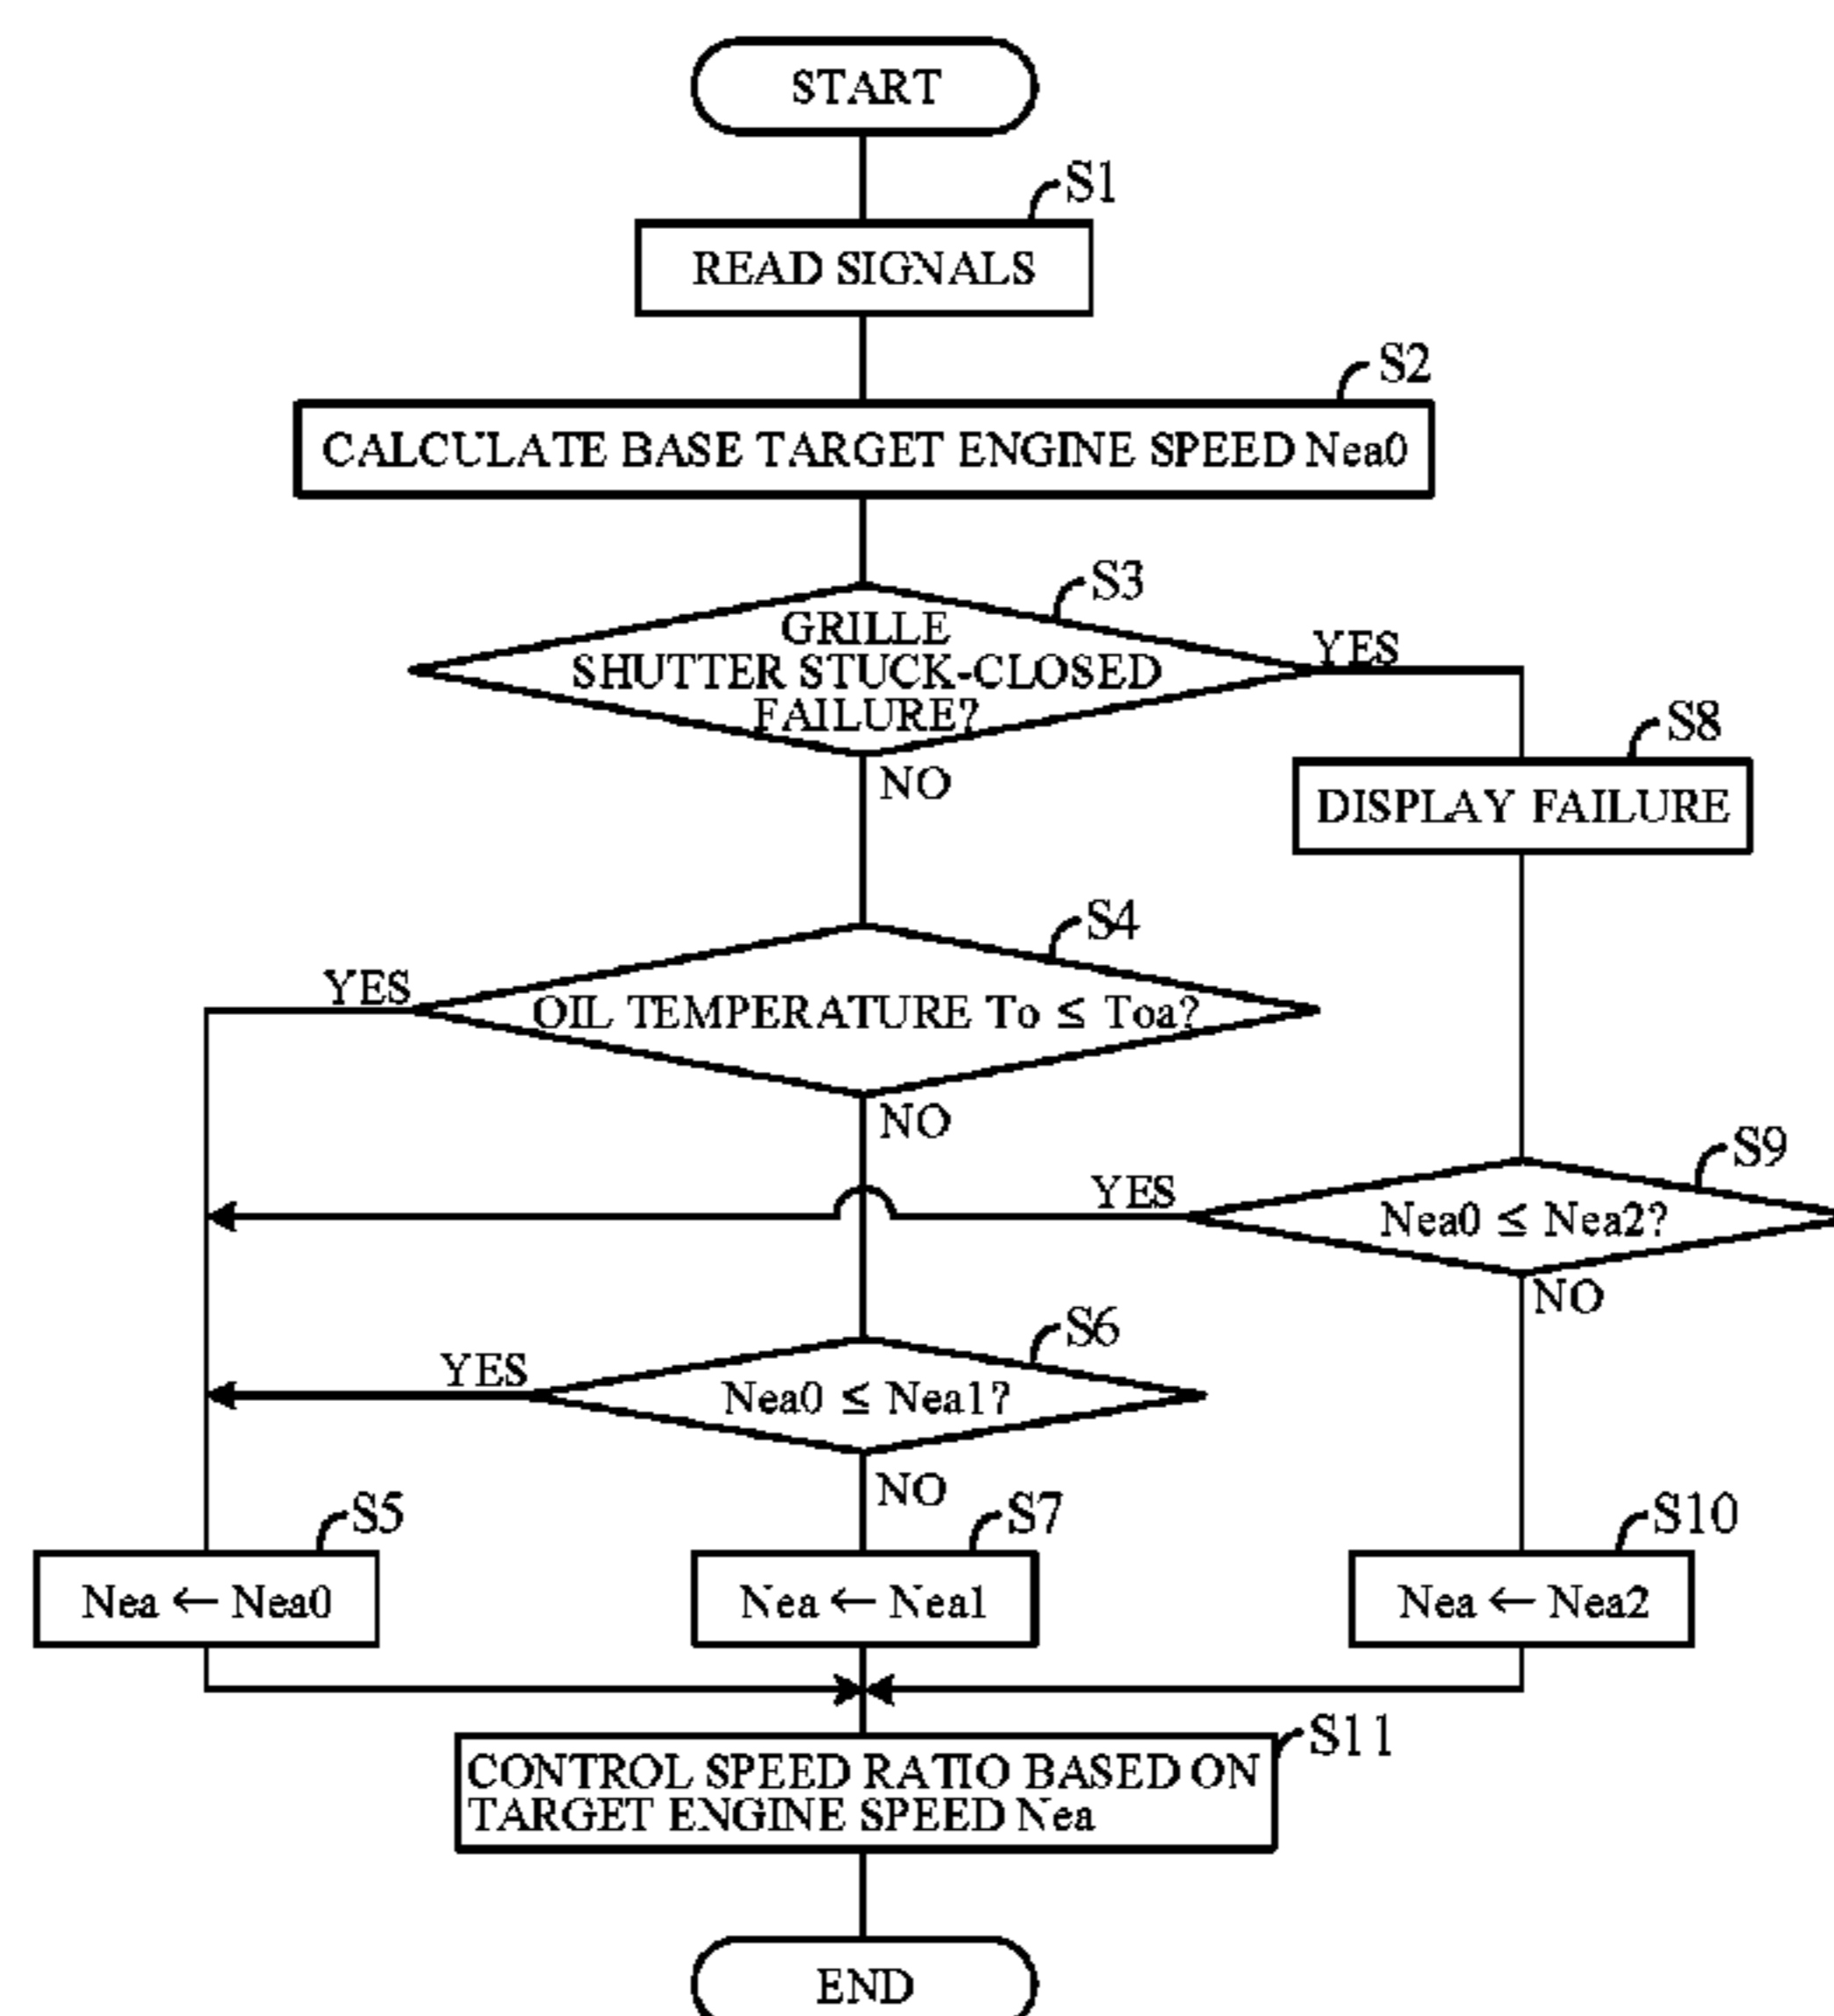 START
S1
READ SIGNALS
S2
CALCULATE BASE TARGET ENGINE SPEED Nea0
S3
GRILLE
SHUTTER STUCK-CLOSED
FAILURE?
YES
NO
S8
DISPLAY FAILURE
S4
YES
OIL TEMPERATURE To ≤ Toa?
NO
S9
YES
Nea0 ≤ Nea2?
NO
S6
YES
Nea0 ≤ Nea1?
NO
S5
Nea ← Nea0
S7
Nea ← Nea1
S10
Nea ← Nea2
S11
CONTROL SPEED RATIO BASED ON
TARGET ENGINE SPEED Nea
END